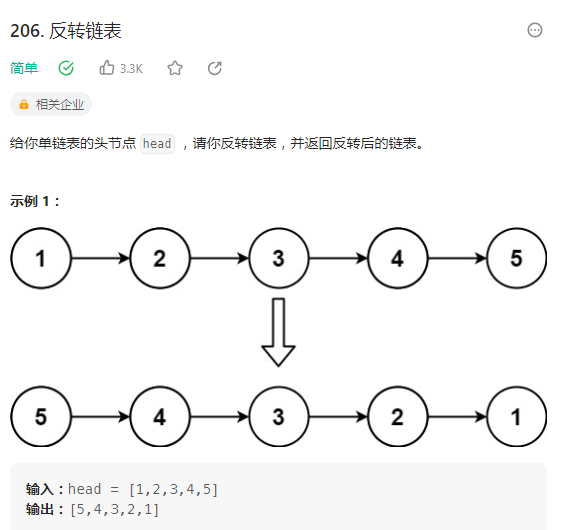 206. 反转链表
简单 3.3K
相关企业
给你单链表的头节点 head ，请你反转链表，并返回反转后的链表。
示例 1：
1 2 3 4 5
5 4 3 2 1
输入：head = [1,2,3,4,5]
输出：[5,4,3,2,1]